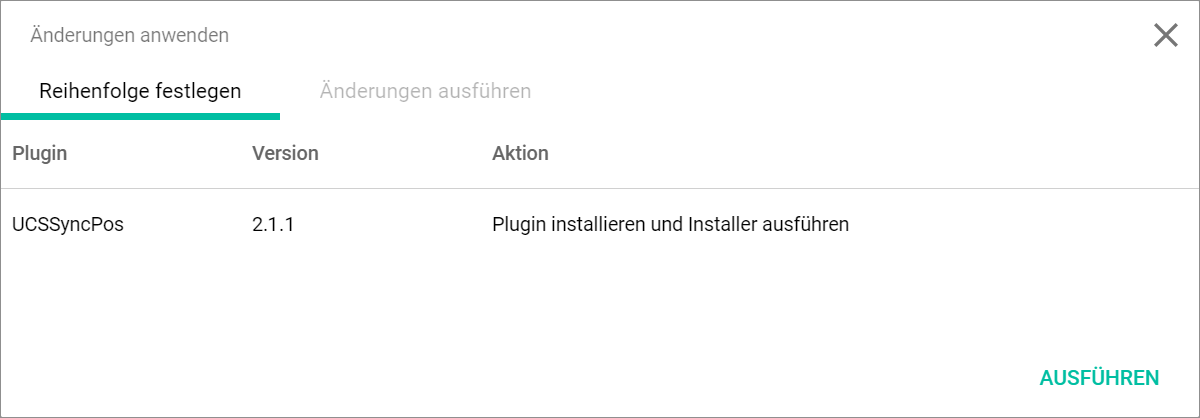 Änderungen anwenden
Reihenfolge festlegen Änderungen ausführen
Plugin Version Aktion
UCSSyncPos 2.1.1 Plugin installieren und Installer ausführen
AUSFÜHREN